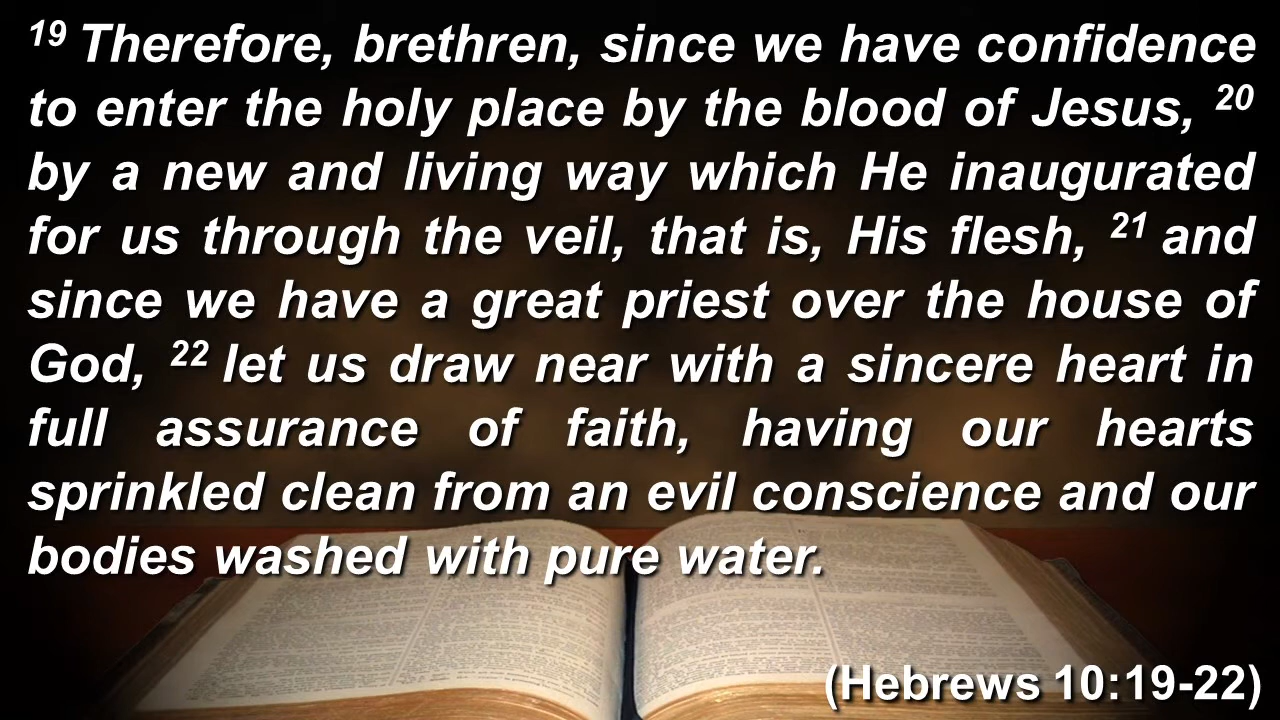 19 Therefore, brethren, since we have confidence
to enter the holy place by the blood of Jesus, 20
by a new and living way which He inaugurated
for us through the veil, that is, His flesh, 21 and
since we have a great priest over the house of
God, 22 let us draw near with a sincere heart in
full assurance of faith, having our hearts
sprinkled clean from an evil conscience and our
bodies washed with pure water.
(Hebrews 10:19-22)